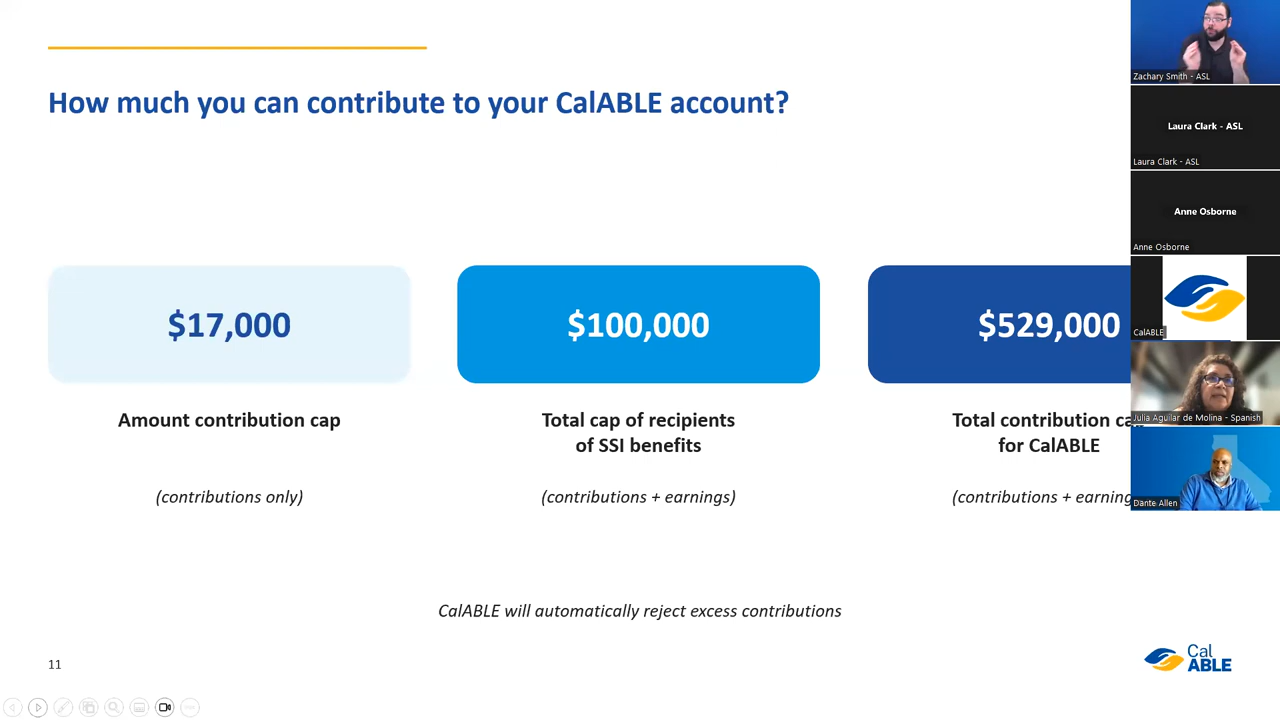 How much you can contribute to your CalABLE account?
$17,000
Amount contribution cap
(contributions only)
$100,000
Total cap of recipients
of SSI benefits
(contributions + earnings)
$529,000
Total contribution
for CalABLE
(contributions +
CalABLE will automatically reject excess contributions
11
Cal
ABLE
Zachary Smith - ASL
Laura Clark - ASL
Laura Clark - ASL
Anne Osborne
Anne Osborne
CalABLE
Julia Aguilar de Molina - Spanish
Dante Allen